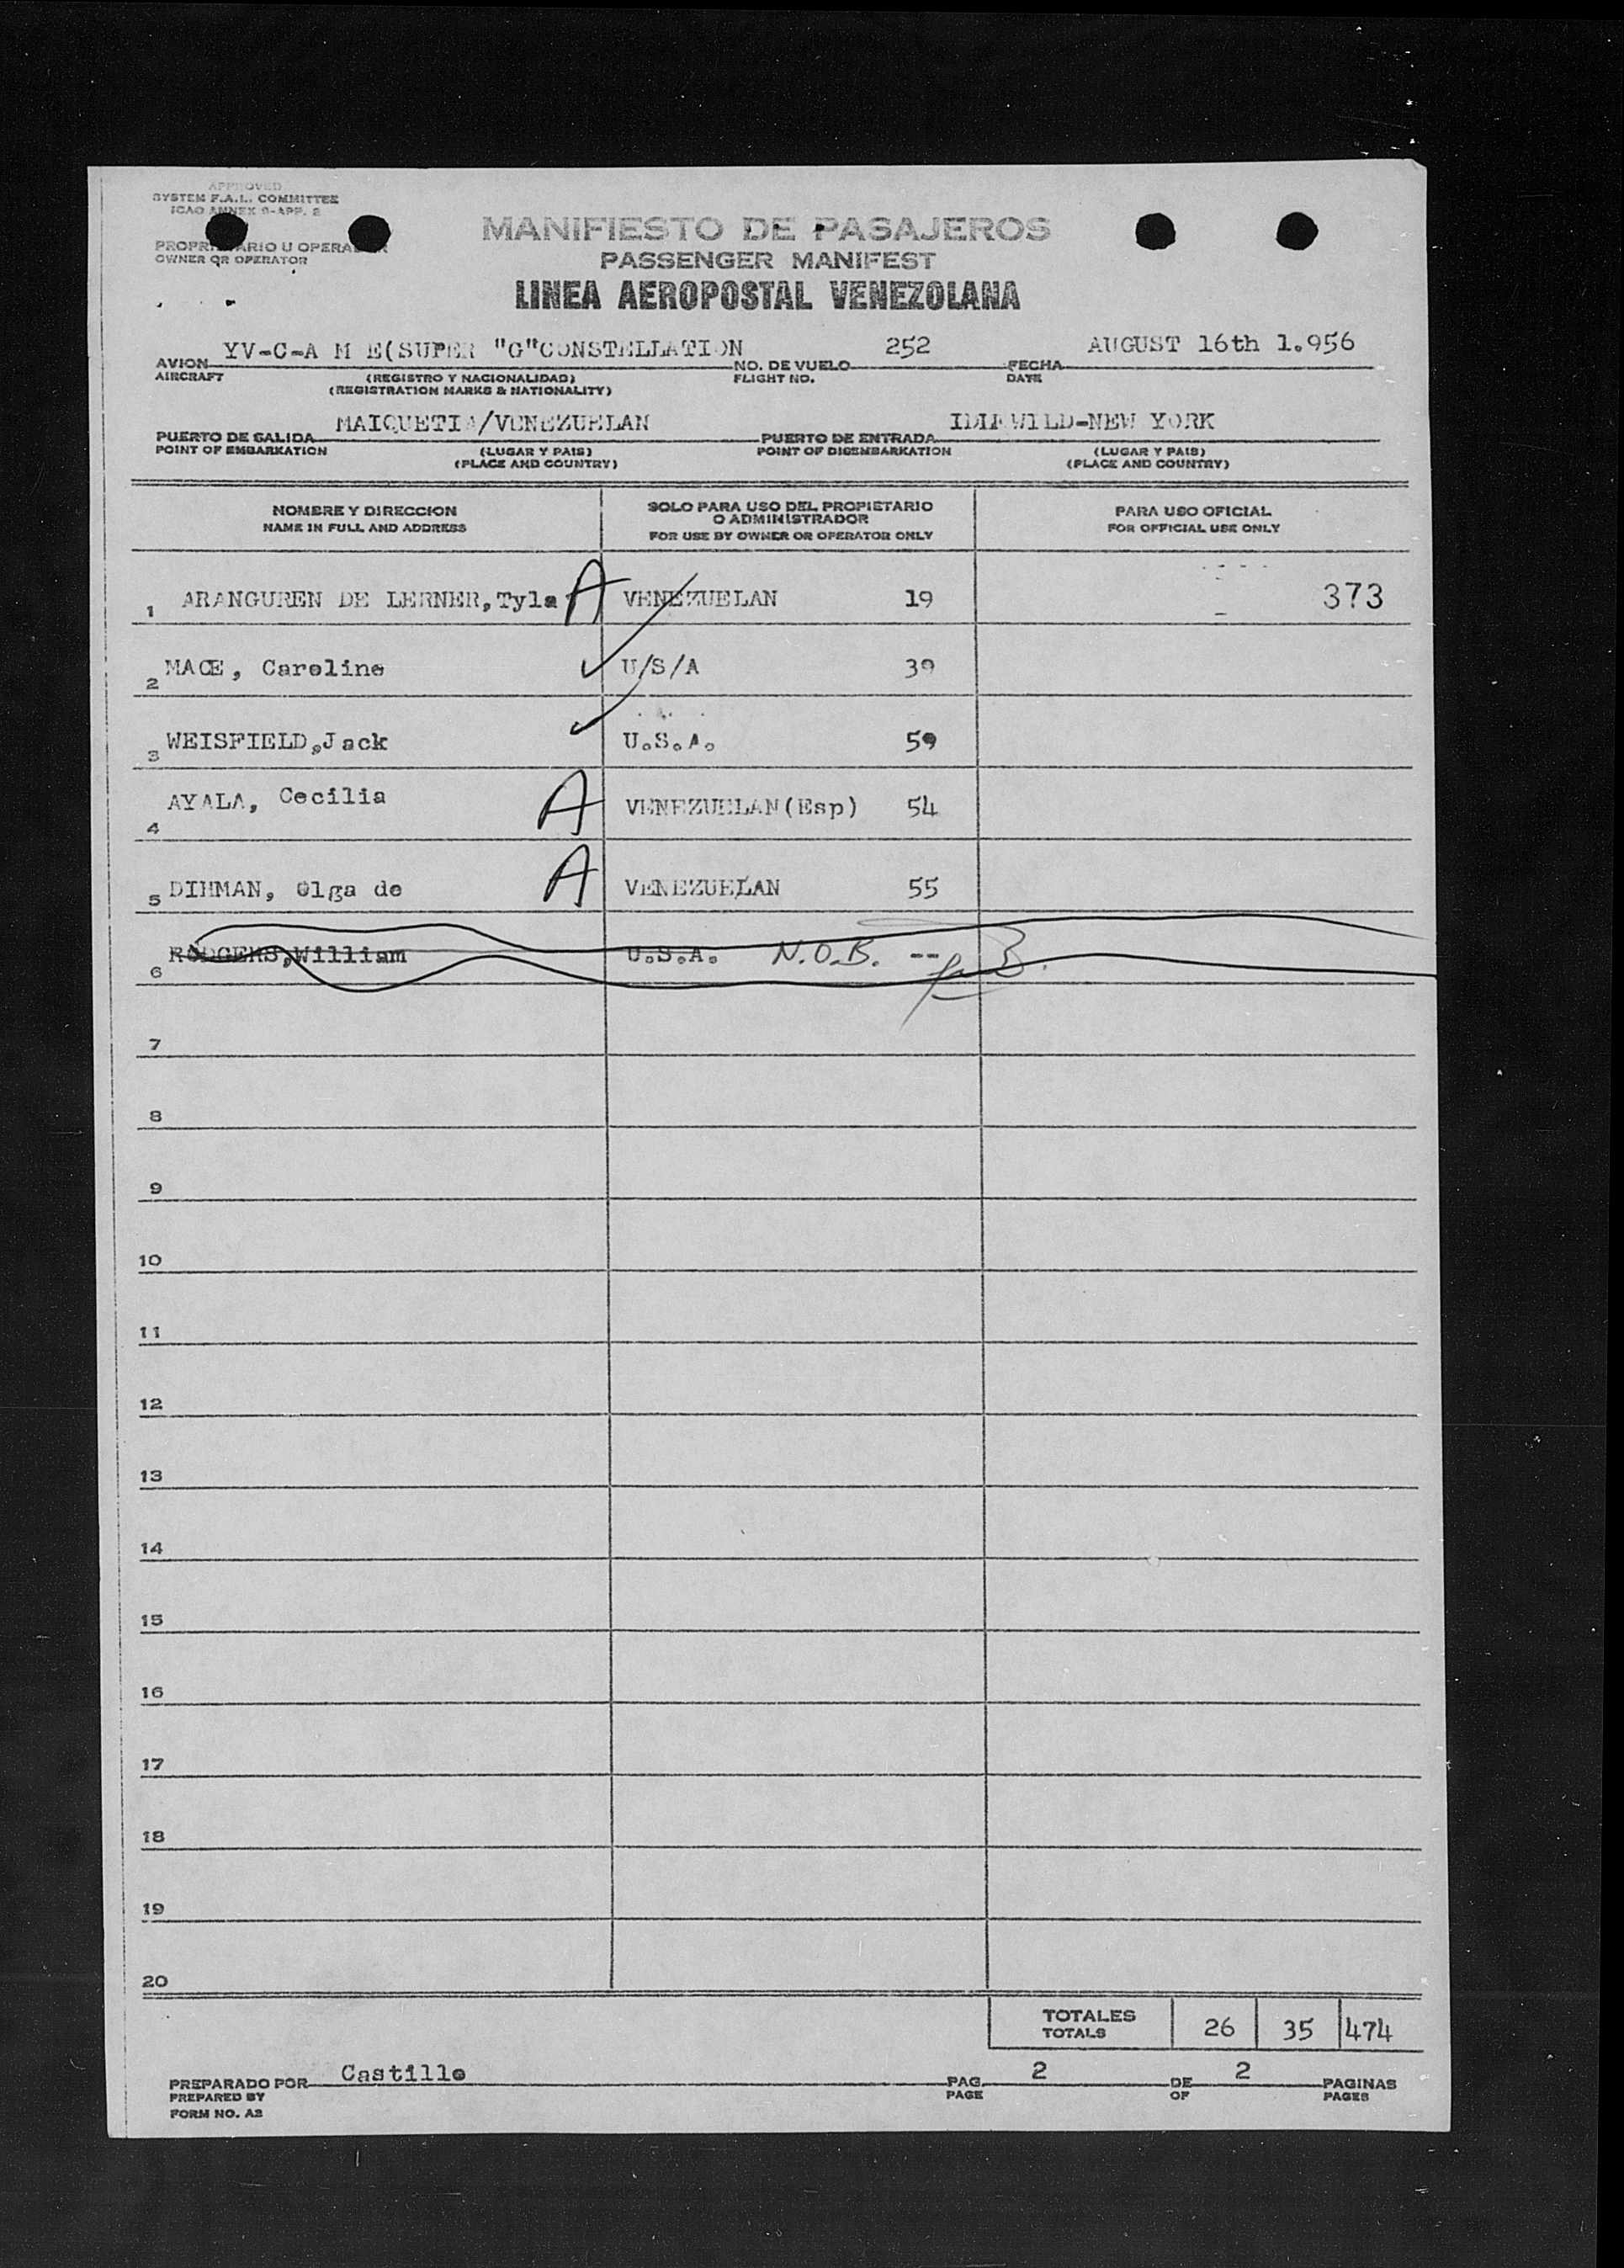 APPROVED
SYSTEM F.A.L. COMMITTEE
ICAO ANNEX 9-APP. 2
PROPRIETARIO U OPERADOR
OWNER OR OPERATOR
MANIFIESTO DE PASAJEROS
PASSENGER MANIFEST
LINEA AEROPOSTAL VENEZOLANA
AVION YV-C-A M E(SUPER "G"CONSTELLATION NO. DE VUELO 252 FECHA AUGUST 16th 1.956
AIRCRAFT (REGISTRO Y NACIONALIDAD) FLIGHT NO. DATE
(REGISTRATION MARKS & NATIONALITY)
PUERTO DE SALIDA MAIQUETIA/VENEZUELAN PUERTO DE ENTRADA IDLEWILD-NEW YORK
POINT OF EMBARKATION (LUGAR Y PAIS) POINT OF DISEMBARKATION (LUGAR Y PAIS)
(PLACE AND COUNTRY) (PLACE AND COUNTRY)
NOMBRE Y DIRECCION SOLO PARA USO DEL PROPIETARIO PARA USO OFICIAL
O ADMINISTRADOR
NAME IN FULL AND ADDRESS FOR USE BY OWNER OR OPERATOR ONLY FOR OFFICIAL USE ONLY
1 ARANGUREN DE LERNER,Tyla A VENEZUELAN 19 373
2 MACE, Caroline U/S/A 39
3 WEISFIELD,Jack U.S.A. 59
4 AYALA, Cecilia A VENEZUELAN(Esp) 54
5 DIHMAN, Olga de A VENEZUELAN 55
6 RODGERS,William U.S.A. N.O.B. --
7
8
9
10
11
12
13
14
15
16
17
18
19
20
TOTALES
TOTALS 26 35 474
PREPARADO POR Castillo PAG. 2 DE 2 PAGINAS
PREPARED BY PAGE OF PAGES
FORM NO. A2